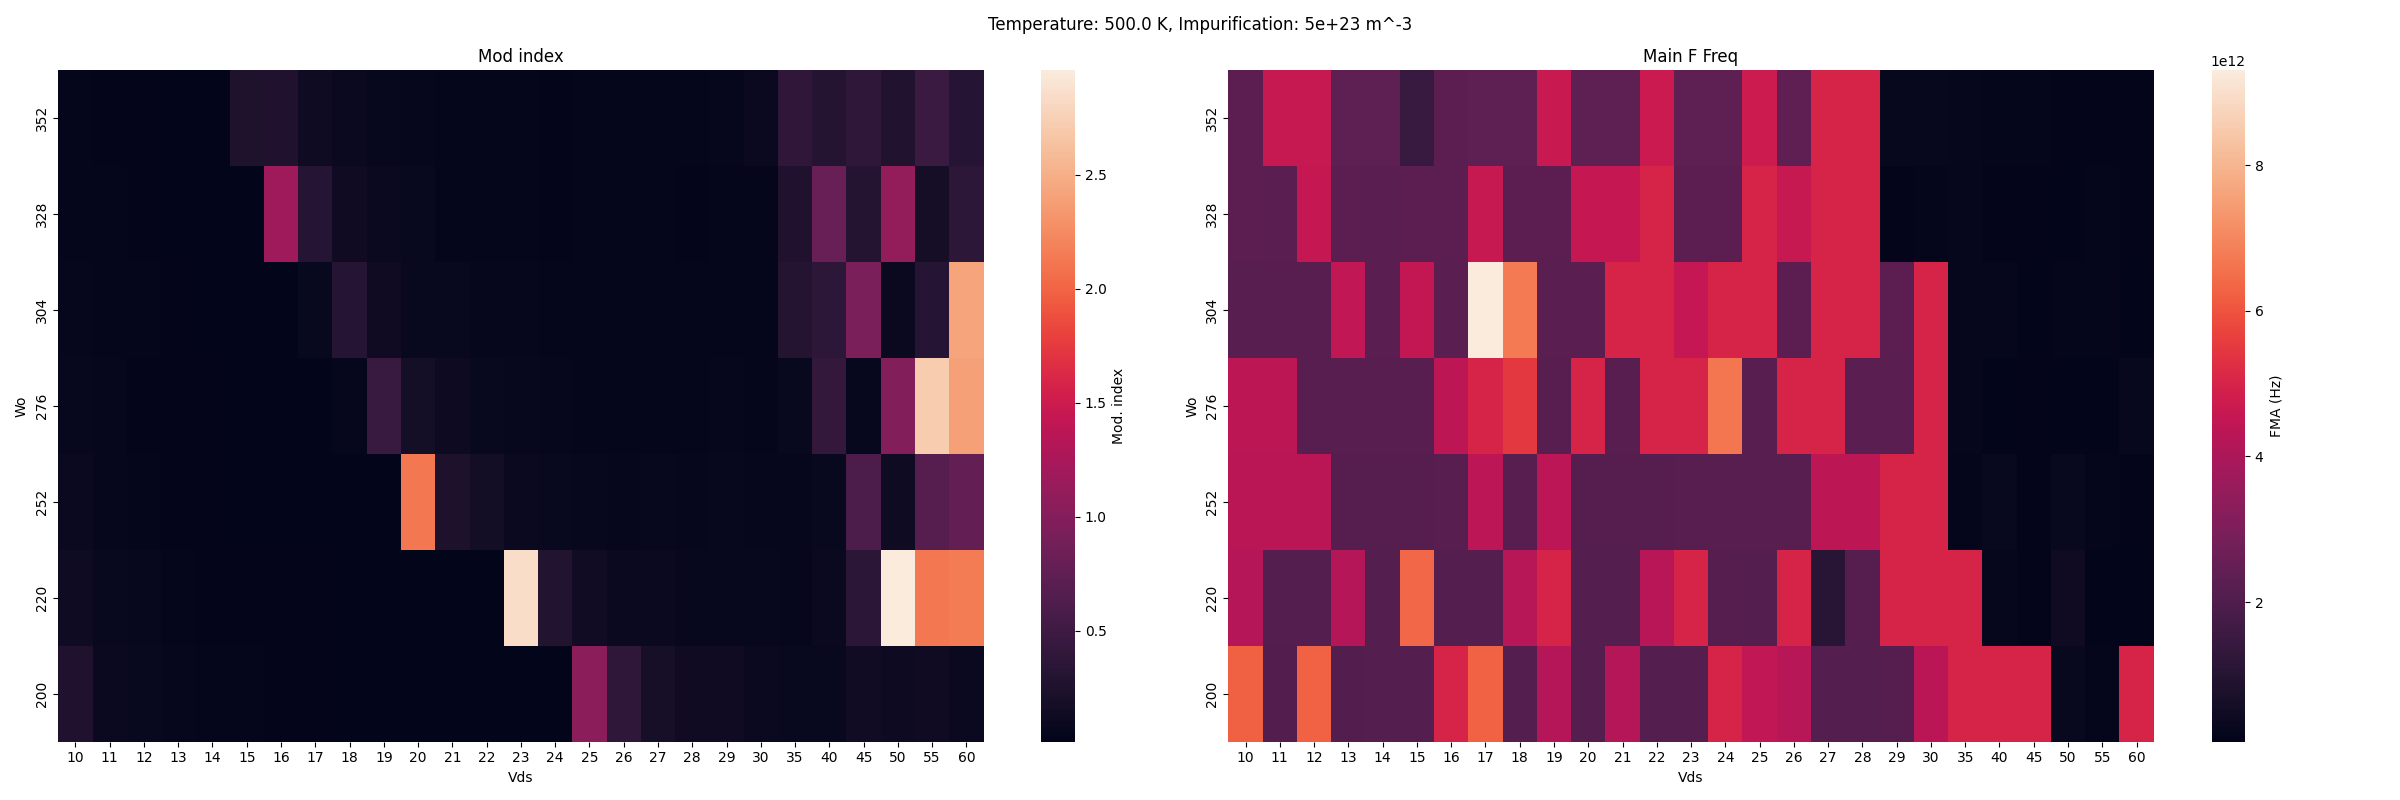 Temperature: 500.0 K, Impurification: 5e+23 m^-3
Mod index
352
328
304
276
252
220
200
Wo
10 11 12 13 14 15 16 17 18 19 20 21 22 23 24 25 26 27 28 29 30 35 40 45 50 55 60
Vds
2.5
2.0
1.5
1.0
0.5
Mod. index
Main F Freq
352
328
304
276
252
220
200
Wo
10 11 12 13 14 15 16 17 18 19 20 21 22 23 24 25 26 27 28 29 30 35 40 45 50 55 60
Vds
1e12
8
6
4
2
FMA (Hz)